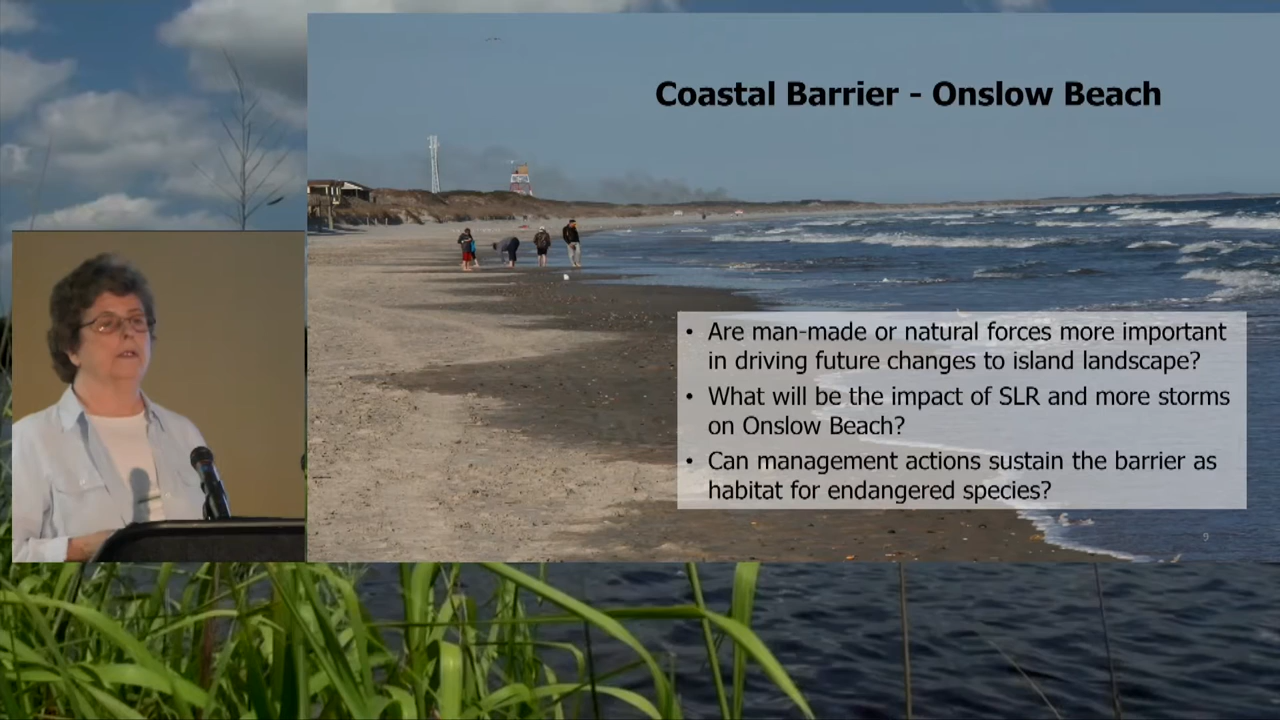 Coastal Barrier - Onslow Beach
• Are man-made or natural forces more important
in driving future changes to island landscape?
• What will be the impact of SLR and more storms
on Onslow Beach?
• Can management actions sustain the barrier as
habitat for endangered species?
9